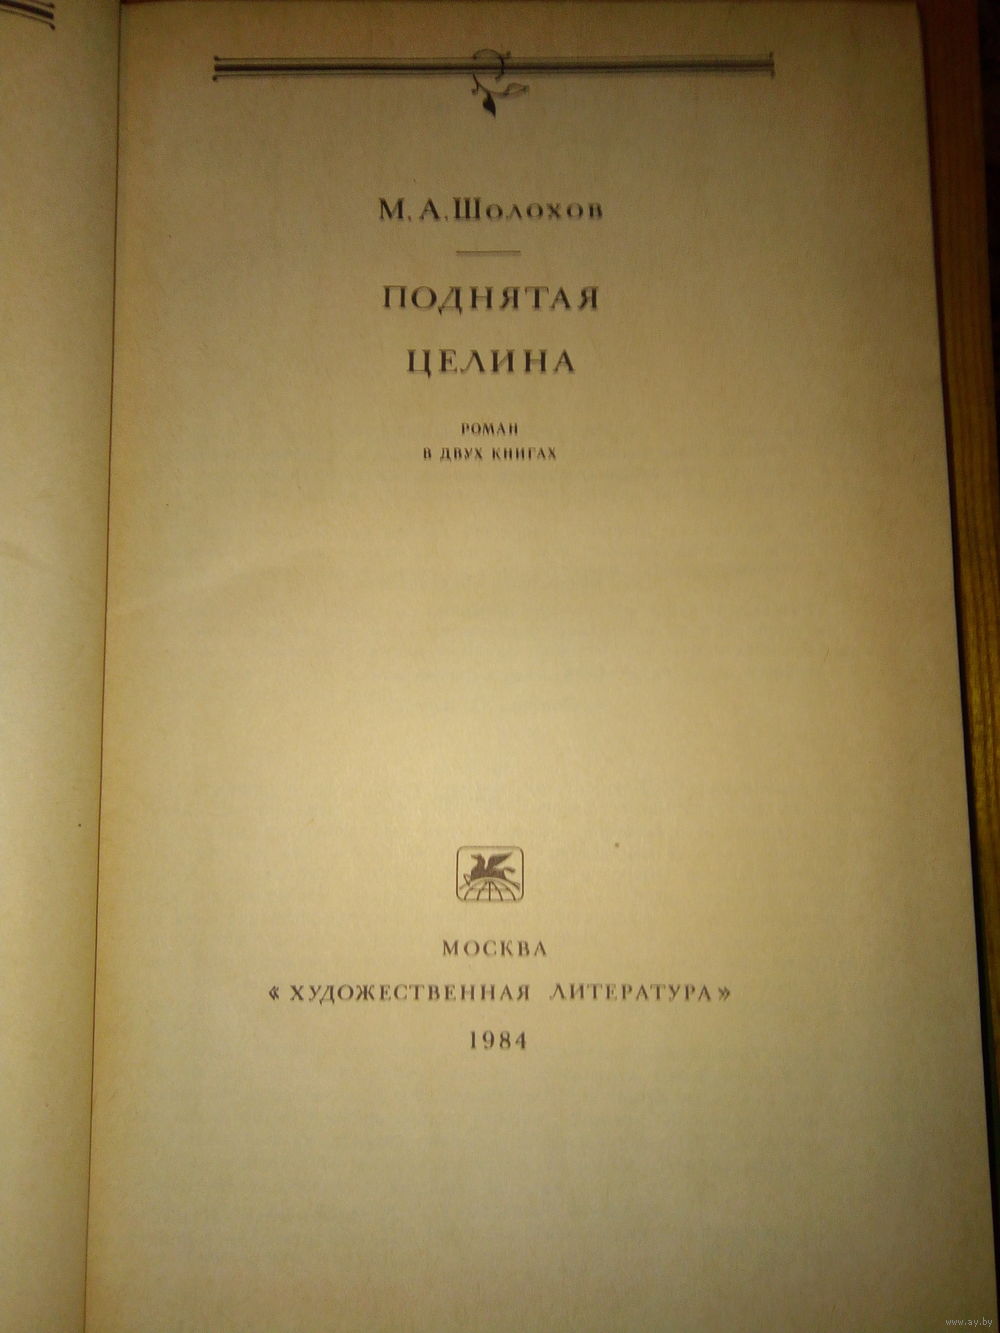 М. А. Шолохов
ПОДНЯТАЯ
ЦЕЛИНА
РОМАН
В ДВУХ КНИГАХ
МОСКВА
«ХУДОЖЕСТВЕННАЯ ЛИТЕРАТУРА»
1984
www.ay.by